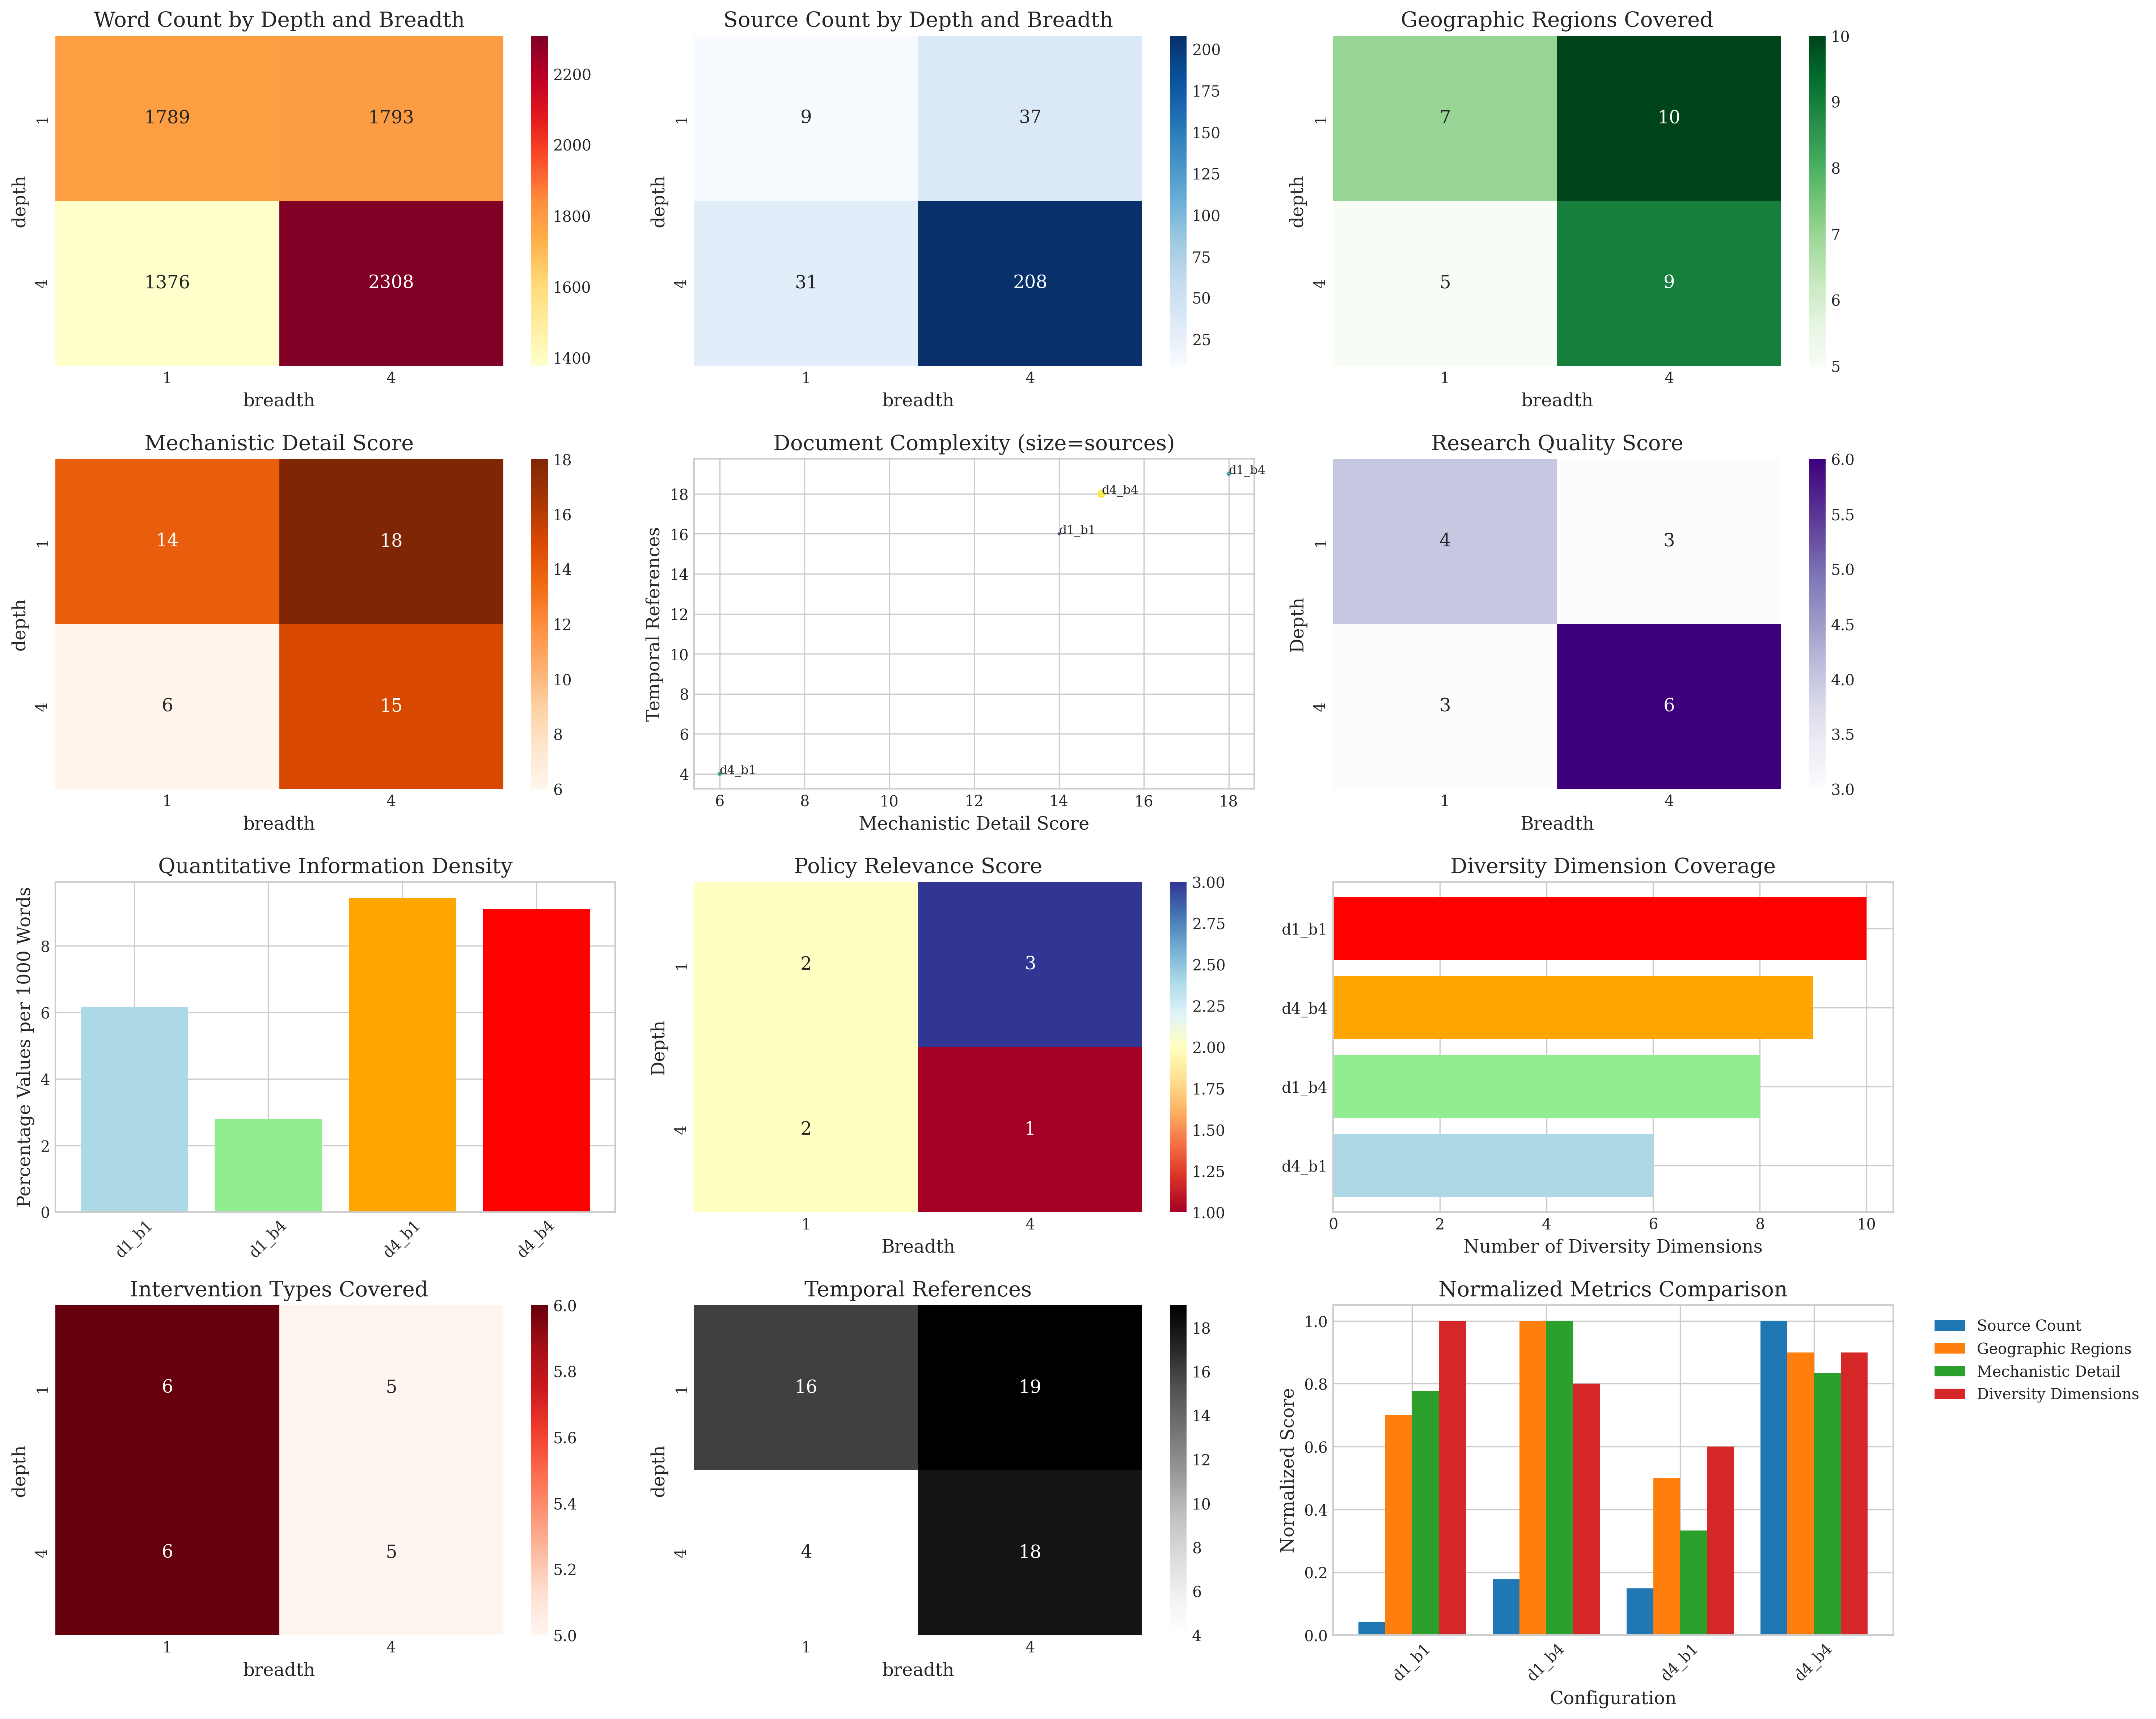 Word Count by Depth and Breadth
1789 1793
1376 2308
1
4
depth
1 4
breadth
2200
2000
1800
1600
1400
Source Count by Depth and Breadth
9 37
31 208
1
4
depth
1 4
breadth
200
175
150
125
100
75
50
25
Geographic Regions Covered
7 10
5 9
1
4
depth
1 4
breadth
10
9
8
7
6
5
Mechanistic Detail Score
14 18
6 15
1
4
depth
1 4
breadth
18
16
14
12
10
8
6
Document Complexity (size=sources)
d1_b4
d4_b4
d1_b1
d4_b1
18
16
14
12
10
8
6
4
Temporal References
6 8 10 12 14 16 18
Mechanistic Detail Score
Research Quality Score
4 3
3 6
1
4
Depth
1 4
Breadth
6.0
5.5
5.0
4.5
4.0
3.5
3.0
Quantitative Information Density
Percentage Values per 1000 Words
8
6
4
2
0
d1_b1 d1_b4 d4_b1 d4_b4
Policy Relevance Score
2 3
2 1
1
4
Depth
1 4
Breadth
3.00
2.75
2.50
2.25
2.00
1.75
1.50
1.25
1.00
Diversity Dimension Coverage
d1_b1
d4_b4
d1_b4
d4_b1
0 2 4 6 8 10
Number of Diversity Dimensions
Intervention Types Covered
6 5
6 5
1
4
depth
1 4
breadth
6.0
5.8
5.6
5.4
5.2
5.0
Temporal References
16 19
4 18
1
4
depth
1 4
breadth
18
16
14
12
10
8
6
4
Normalized Metrics Comparison
Normalized Score
1.0
0.8
0.6
0.4
0.2
0.0
d1_b1 d1_b4 d4_b1 d4_b4
Configuration
Source Count
Geographic Regions
Mechanistic Detail
Diversity Dimensions